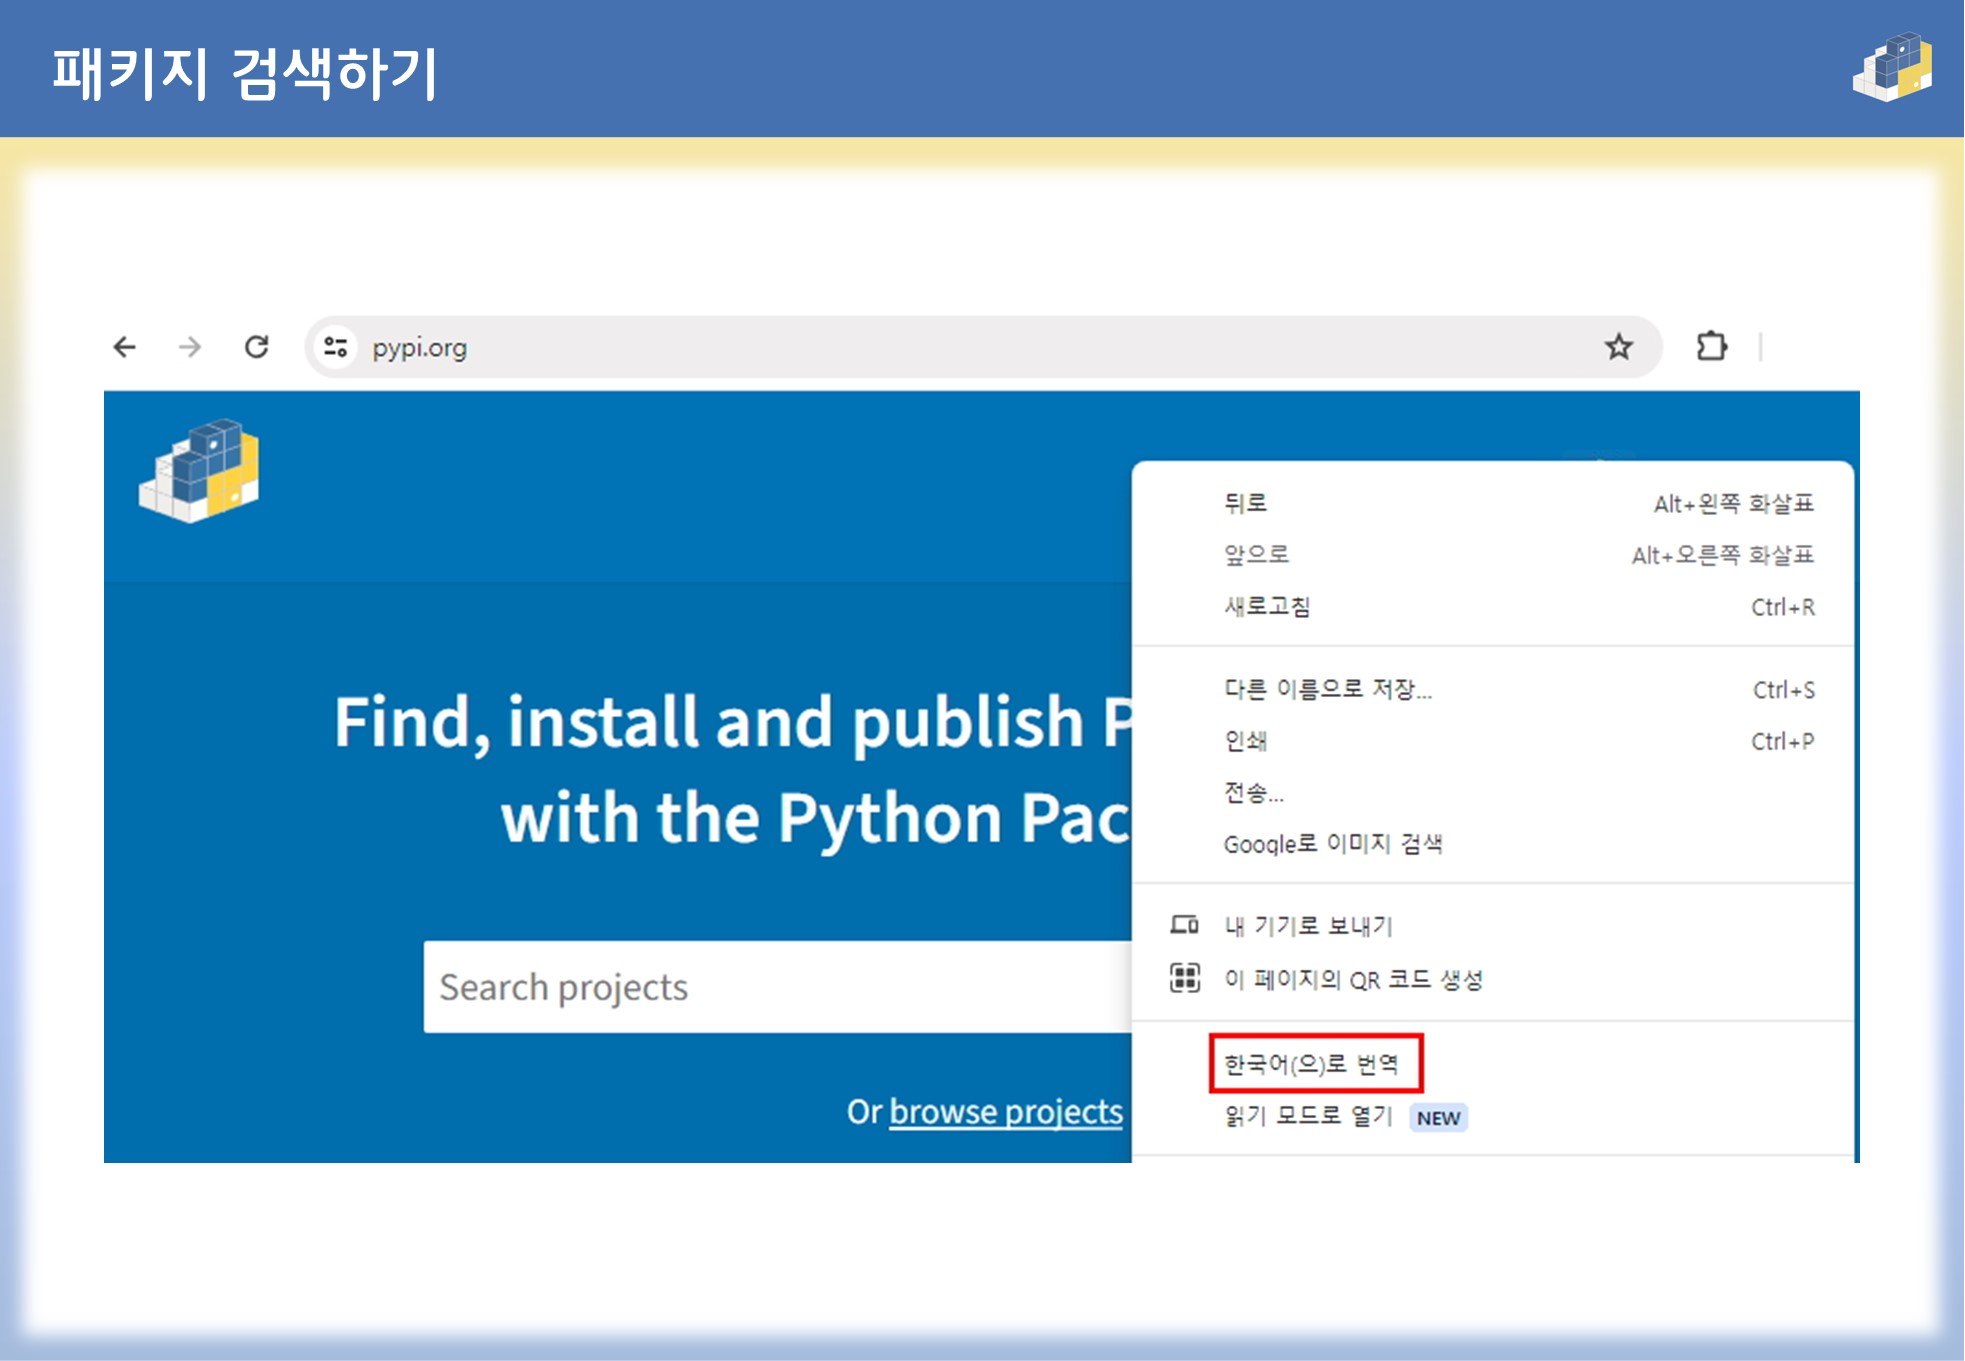 패키지 검색하기
pypi.org
Find, install and publish P
with the Python Pac
Search projects
Or browse projects
뒤로 Alt+왼쪽 화살표
앞으로 Alt+오른쪽 화살표
새로고침 Ctrl+R
다른 이름으로 저장... Ctrl+S
인쇄 Ctrl+P
전송...
Google로 이미지 검색
내 기기로 보내기
이 페이지의 QR 코드 생성
한국어(으)로 번역
읽기 모드로 열기 NEW